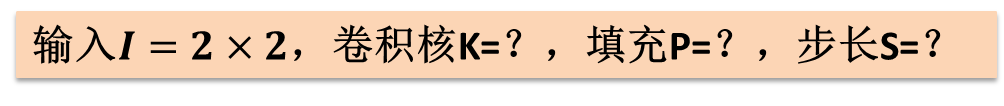 输入I = 2 × 2，卷积核K=？，填充P=？，步长S=？